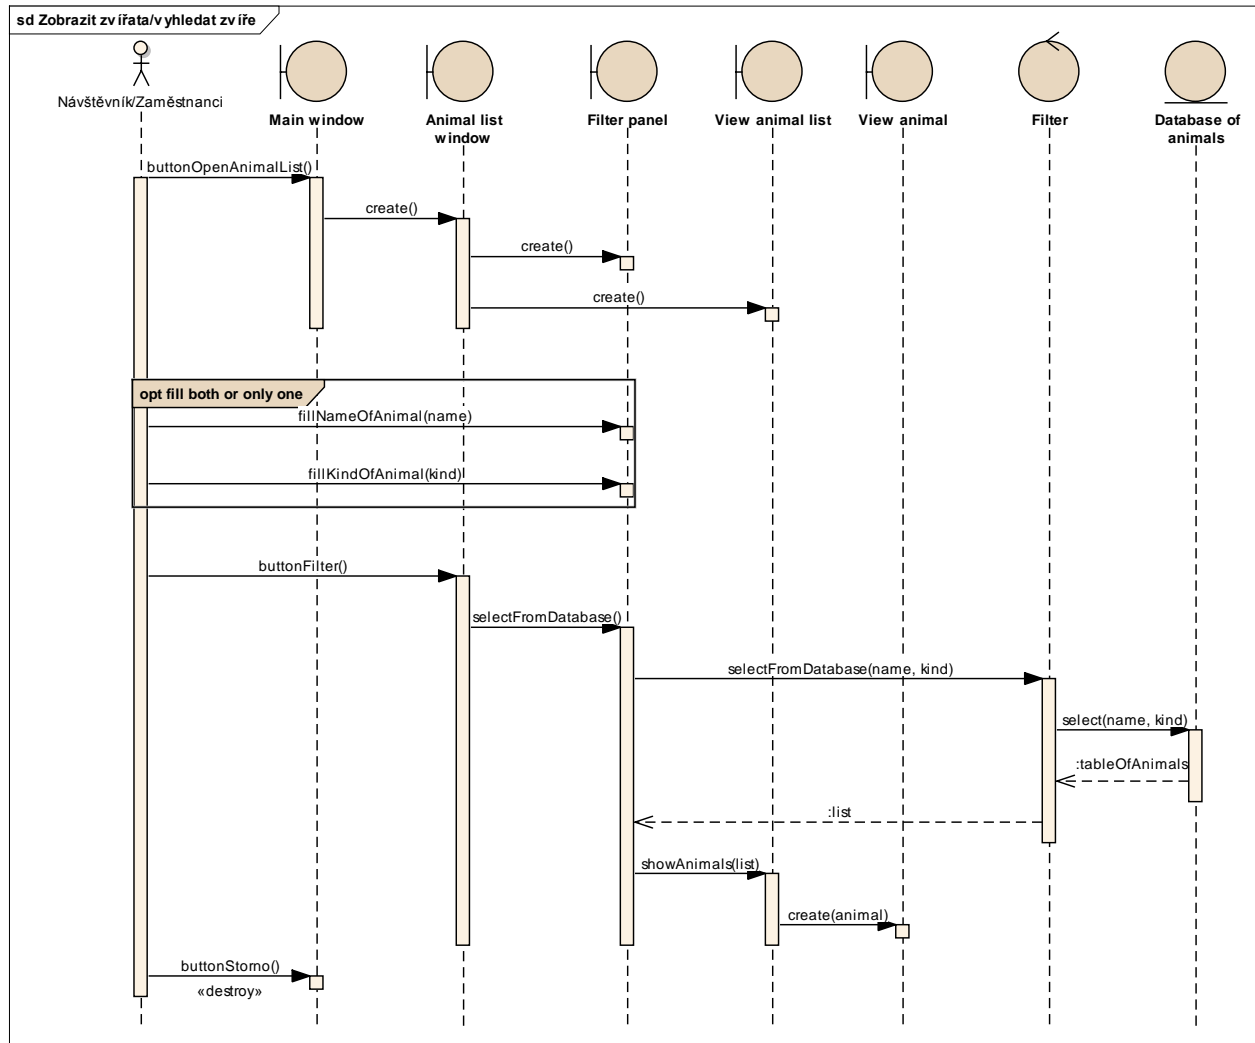 sd Zobrazit zvířata/vyhledat zvíře
Návštěvník/Zaměstnanci
Main window
Animal list
window
Filter panel
View animal list
View animal
Filter
Database of
animals
buttonOpenAnimalList()
create()
create()
create()
opt fill both or only one
fillNameOfAnimal(name)
fillKindOfAnimal(kind)
buttonFilter()
selectFromDatabase()
selectFromDatabase(name, kind)
select(name, kind)
:tableOfAnimals
:list
showAnimals(list)
create(animal)
buttonStorno()
«destroy»